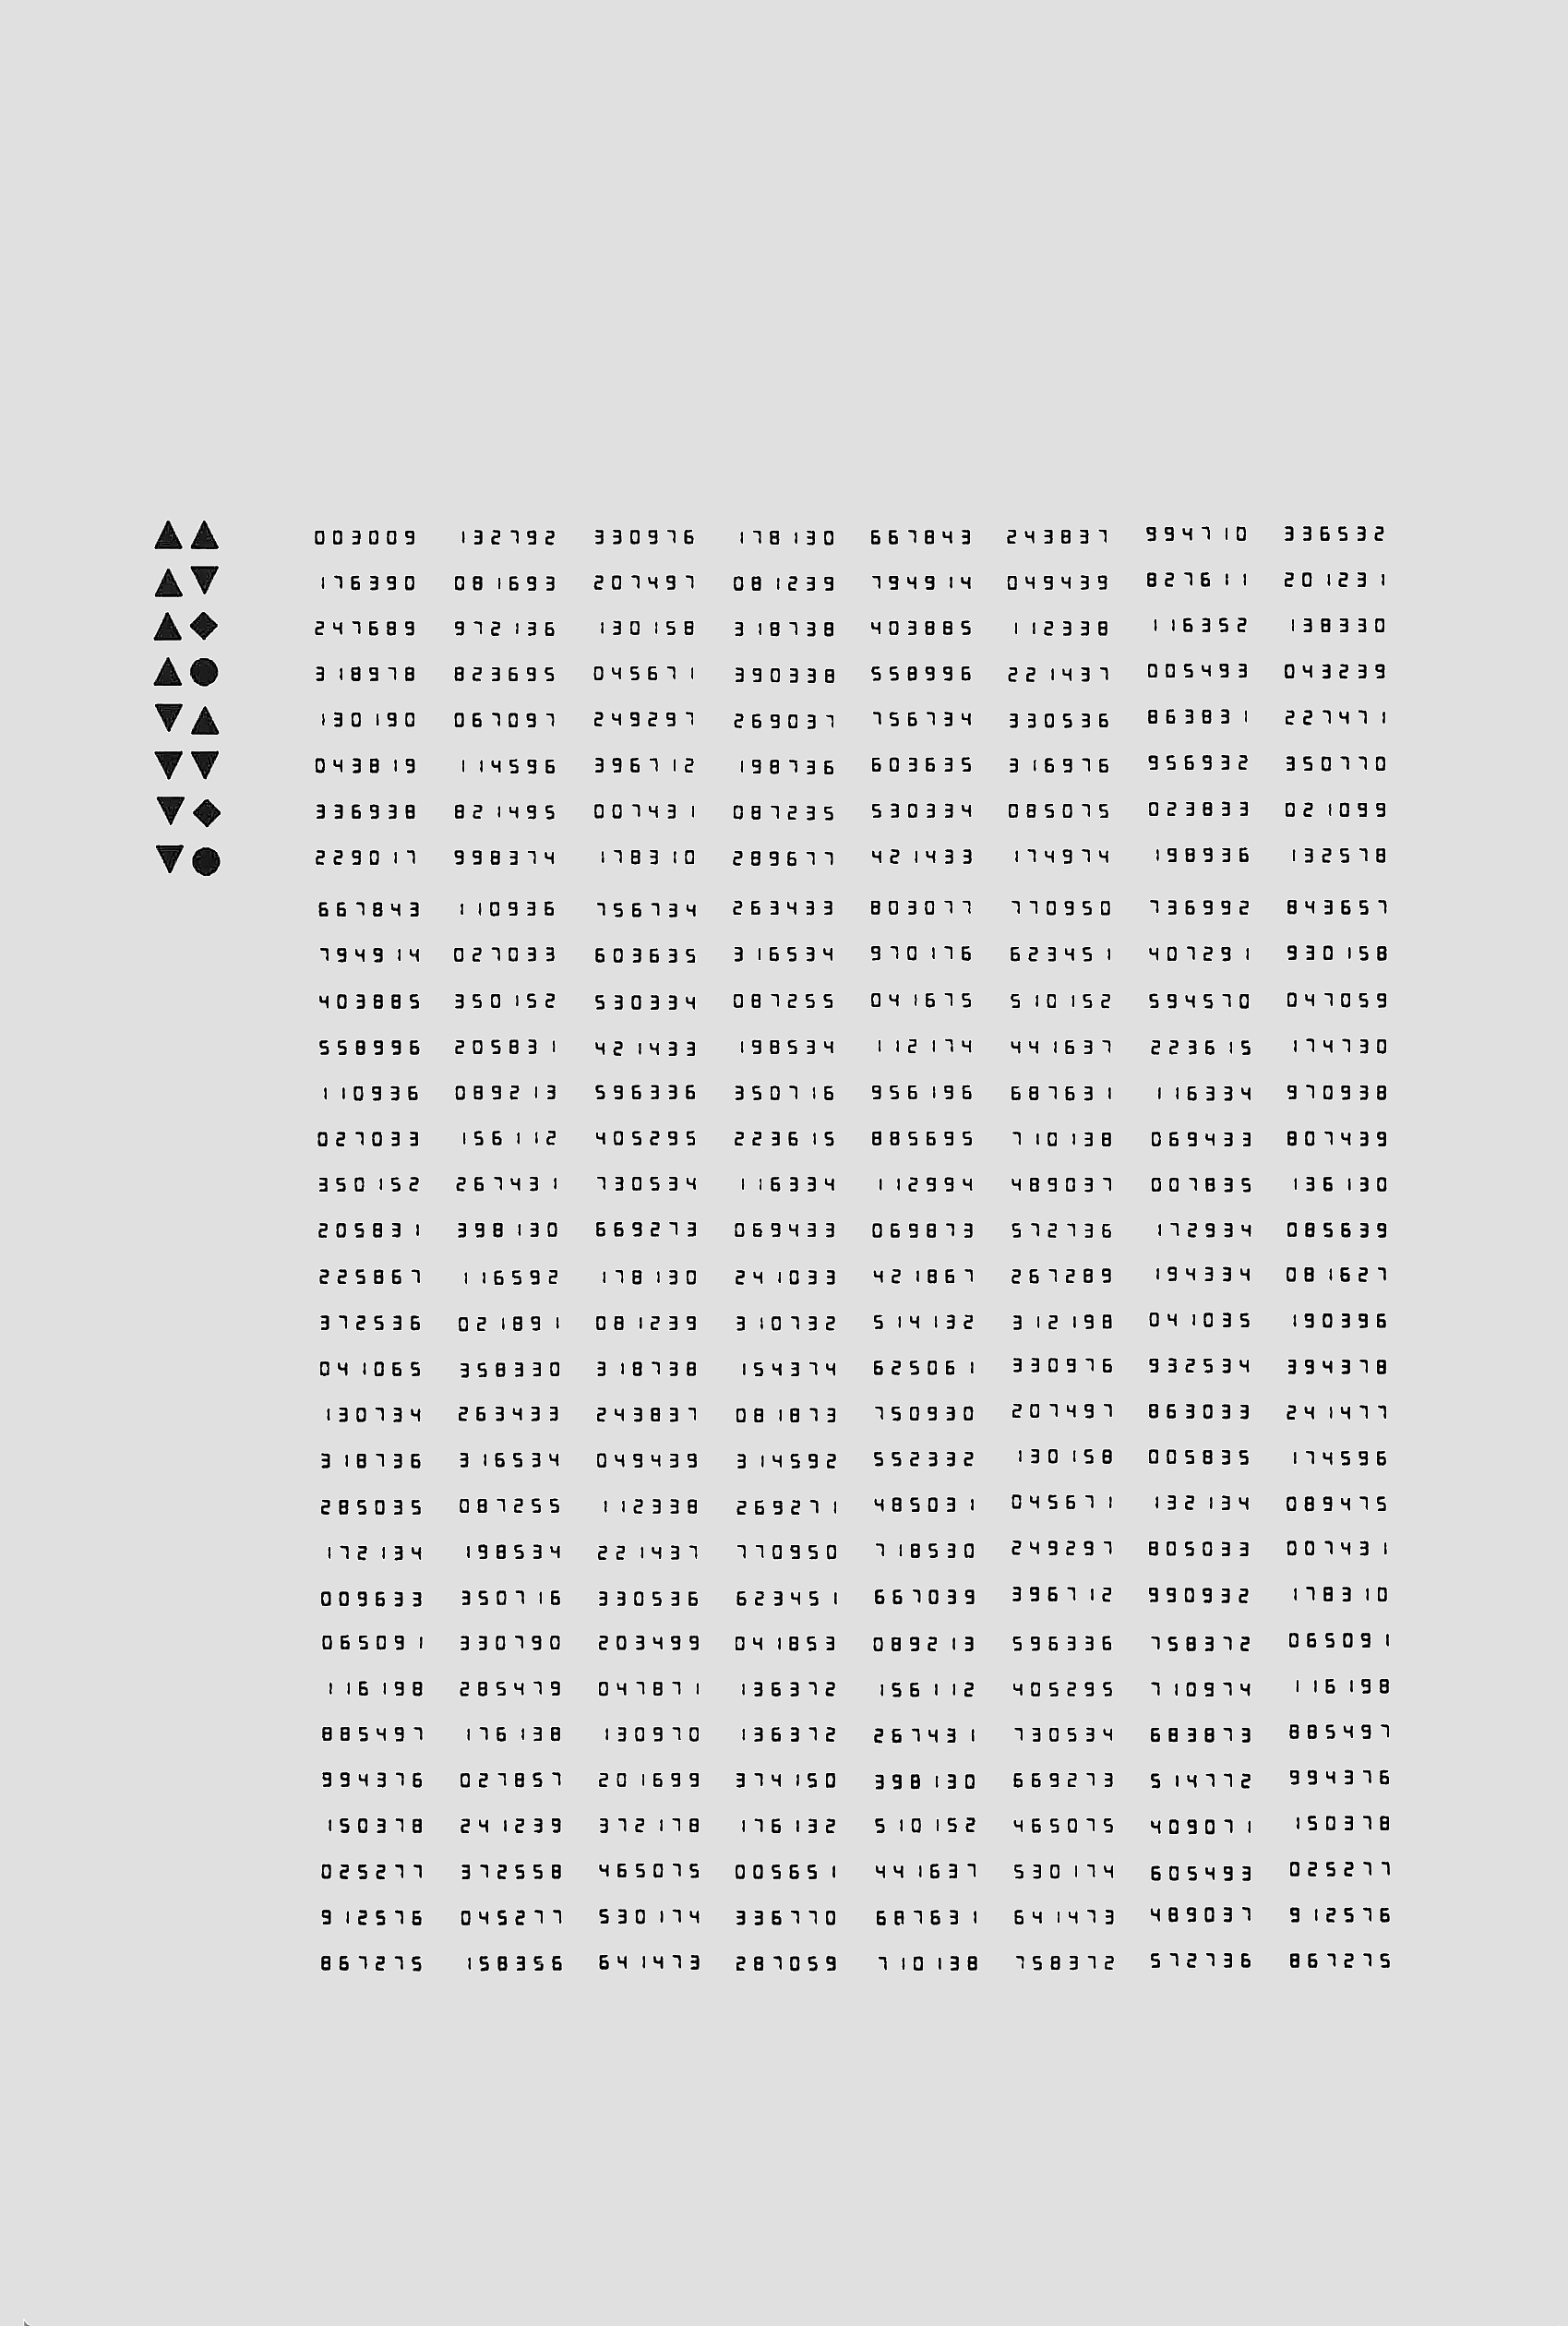 003009 132792 330976 178130 667843 243837 994710 336532
176390 081693 207497 081239 794914 049439 827611 201231
247689 972136 130158 318738 403885 112338 116352 138330
318978 823695 045671 390338 558996 221437 005493 043239
130190 067097 249297 269037 756734 330536 863831 227471
043819 114596 396712 198736 603635 316976 956932 350770
336938 821495 007431 087235 530334 085075 023833 021099
229017 998374 178310 289677 421433 174974 198936 132578
667843 110936 756734 263433 803077 770950 736992 843657
794914 027033 603635 316534 970176 623451 407291 930158
403885 350152 530334 087255 041675 510152 594570 047059
558996 205831 421433 198534 112174 441637 223615 174730
110936 089213 596336 350716 956196 687631 116334 970938
027033 156112 405295 223615 885695 710138 069433 807439
350152 267431 730534 116334 112994 489037 007835 136130
205831 398130 669273 069433 069873 572736 172934 085639
225867 116592 178130 241033 421867 267289 194334 081627
372536 021891 081239 310732 514132 312198 041035 190396
041065 358330 318738 154374 625061 330976 932534 394378
130734 263433 243837 081873 750930 207497 863033 241477
318736 316534 049439 314592 552332 130158 005835 174596
285035 087255 112338 269271 485031 045671 132134 089475
172134 198534 221437 770950 718530 249297 805033 007431
009633 350716 330536 623451 667039 396712 990932 178310
065091 330790 203499 041853 089213 596336 758372 065091
116198 285479 047871 136372 156112 405295 710974 116198
885497 176138 130970 136372 267431 730534 683873 885497
994376 027857 201699 374150 398130 669273 514772 994376
150378 241239 372178 176132 510152 465075 409071 150378
025277 372558 465075 005651 441637 530174 605493 025277
912576 045277 530174 336770 687631 641473 489037 912576
867275 158356 641473 287059 710138 758372 572736 867275